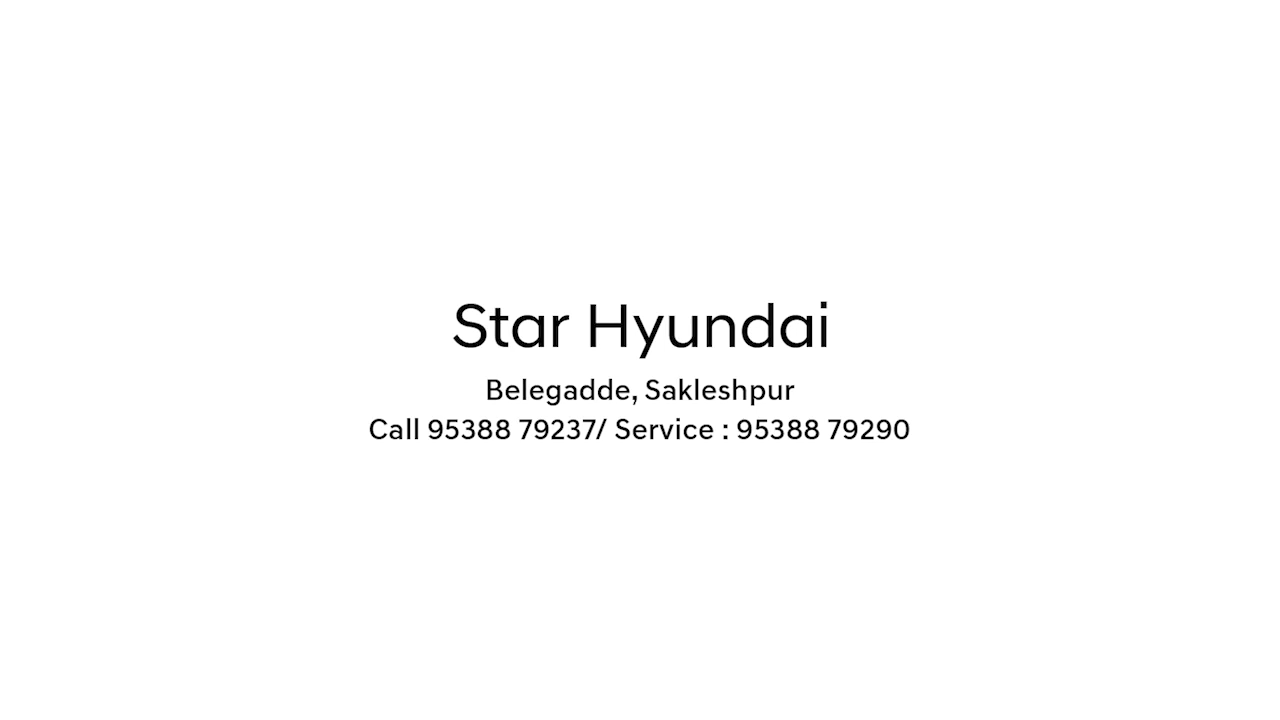 Star Hyundai
Belegadde, Sakleshpur
Call 95388 79237/ Service : 95388 79290